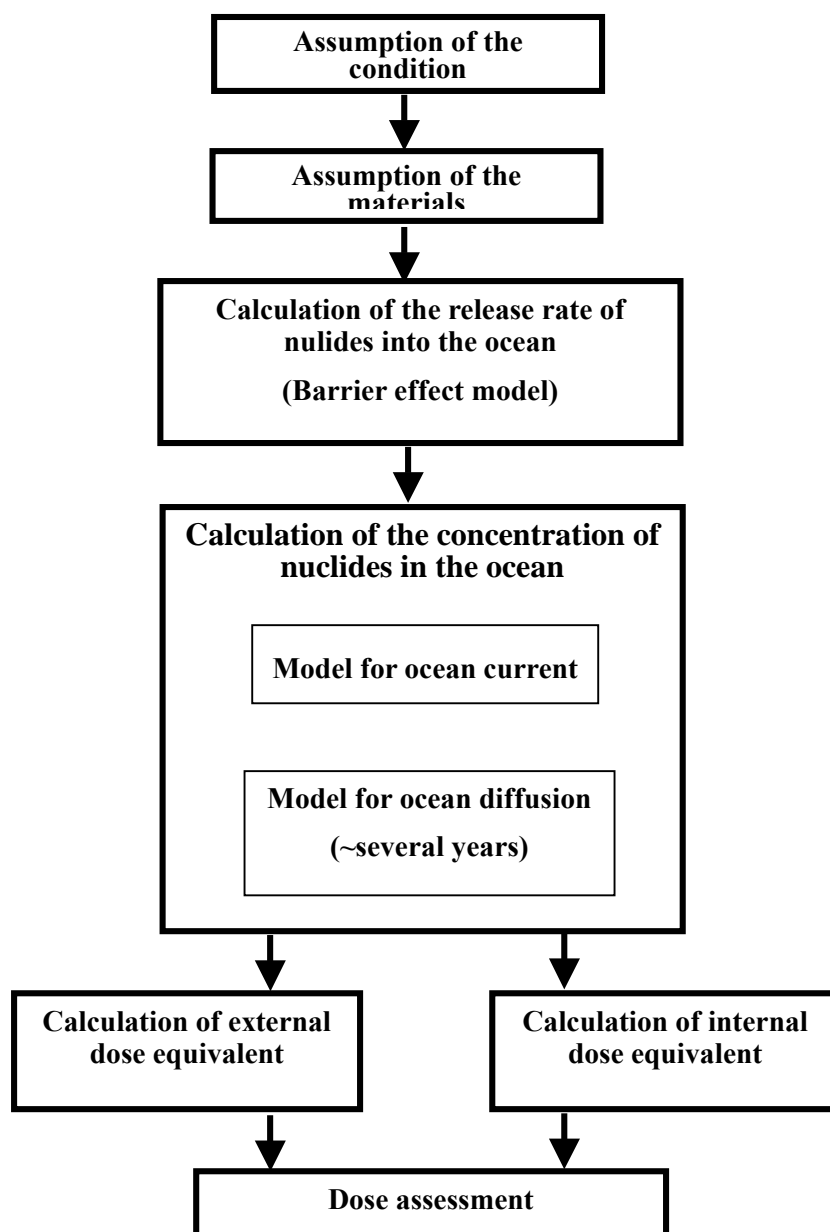 Assumption of the
condition
Assumption of the
materials
Calculation of the release rate of
nulides into the ocean
(Barrier effect model)
Calculation of the concentration of
nuclides in the ocean
Model for ocean current
Model for ocean diffusion
(~several years)
Calculation of external
dose equivalent
Calculation of internal
dose equivalent
Dose assessment